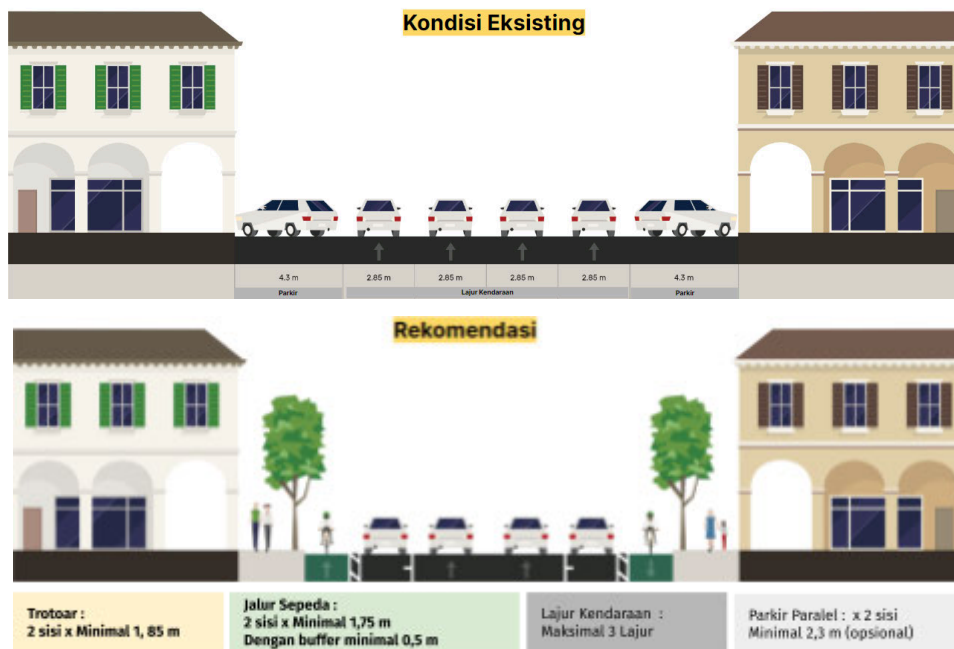 Kondisi Eksisting
4.3 m 2.85 m 2.85 m 2.85 m 2.85 m 4.3 m
Parkir Lajur Kendaraan Parkir
Rekomendasi
Trotoar :
2 sisi x Minimal 1, 85 m
Jalur Sepeda :
2 sisi x Minimal 1,75 m
Dengan buffer minimal 0,5 m
Lajur Kendaraan :
Maksimal 3 Lajur
Parkir Paralel : x 2 sisi
Minimal 2,3 m (opsional)